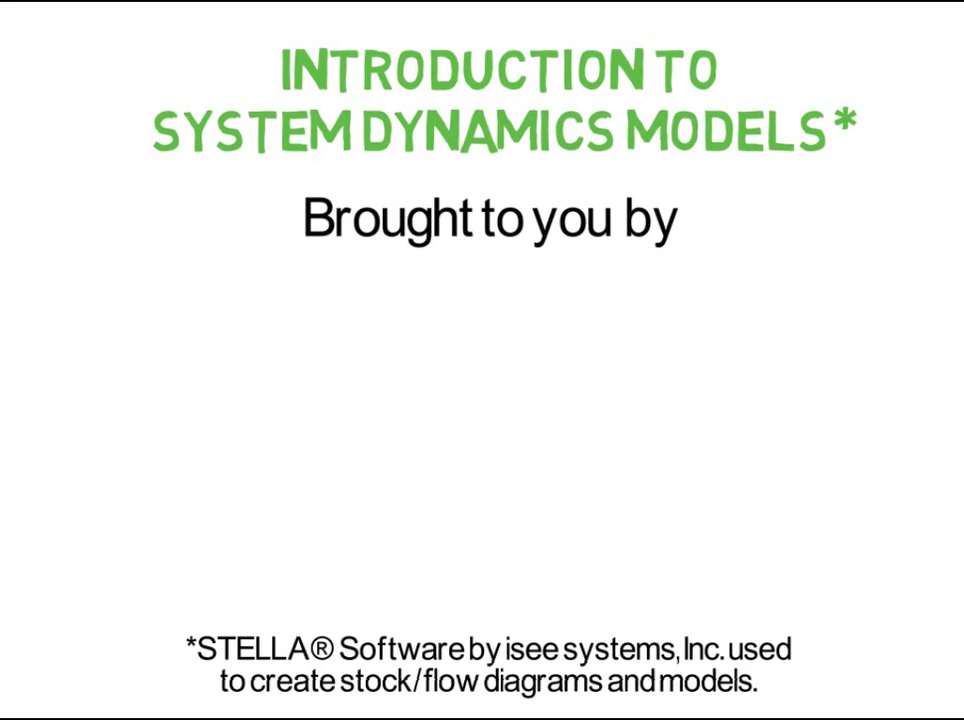 INTRODUCTION TO
SYSTEM DYNAMICS MODELS*
Brought to you by
*STELLA® Software by isee systems, Inc. used
to create stock/flow diagrams and models.